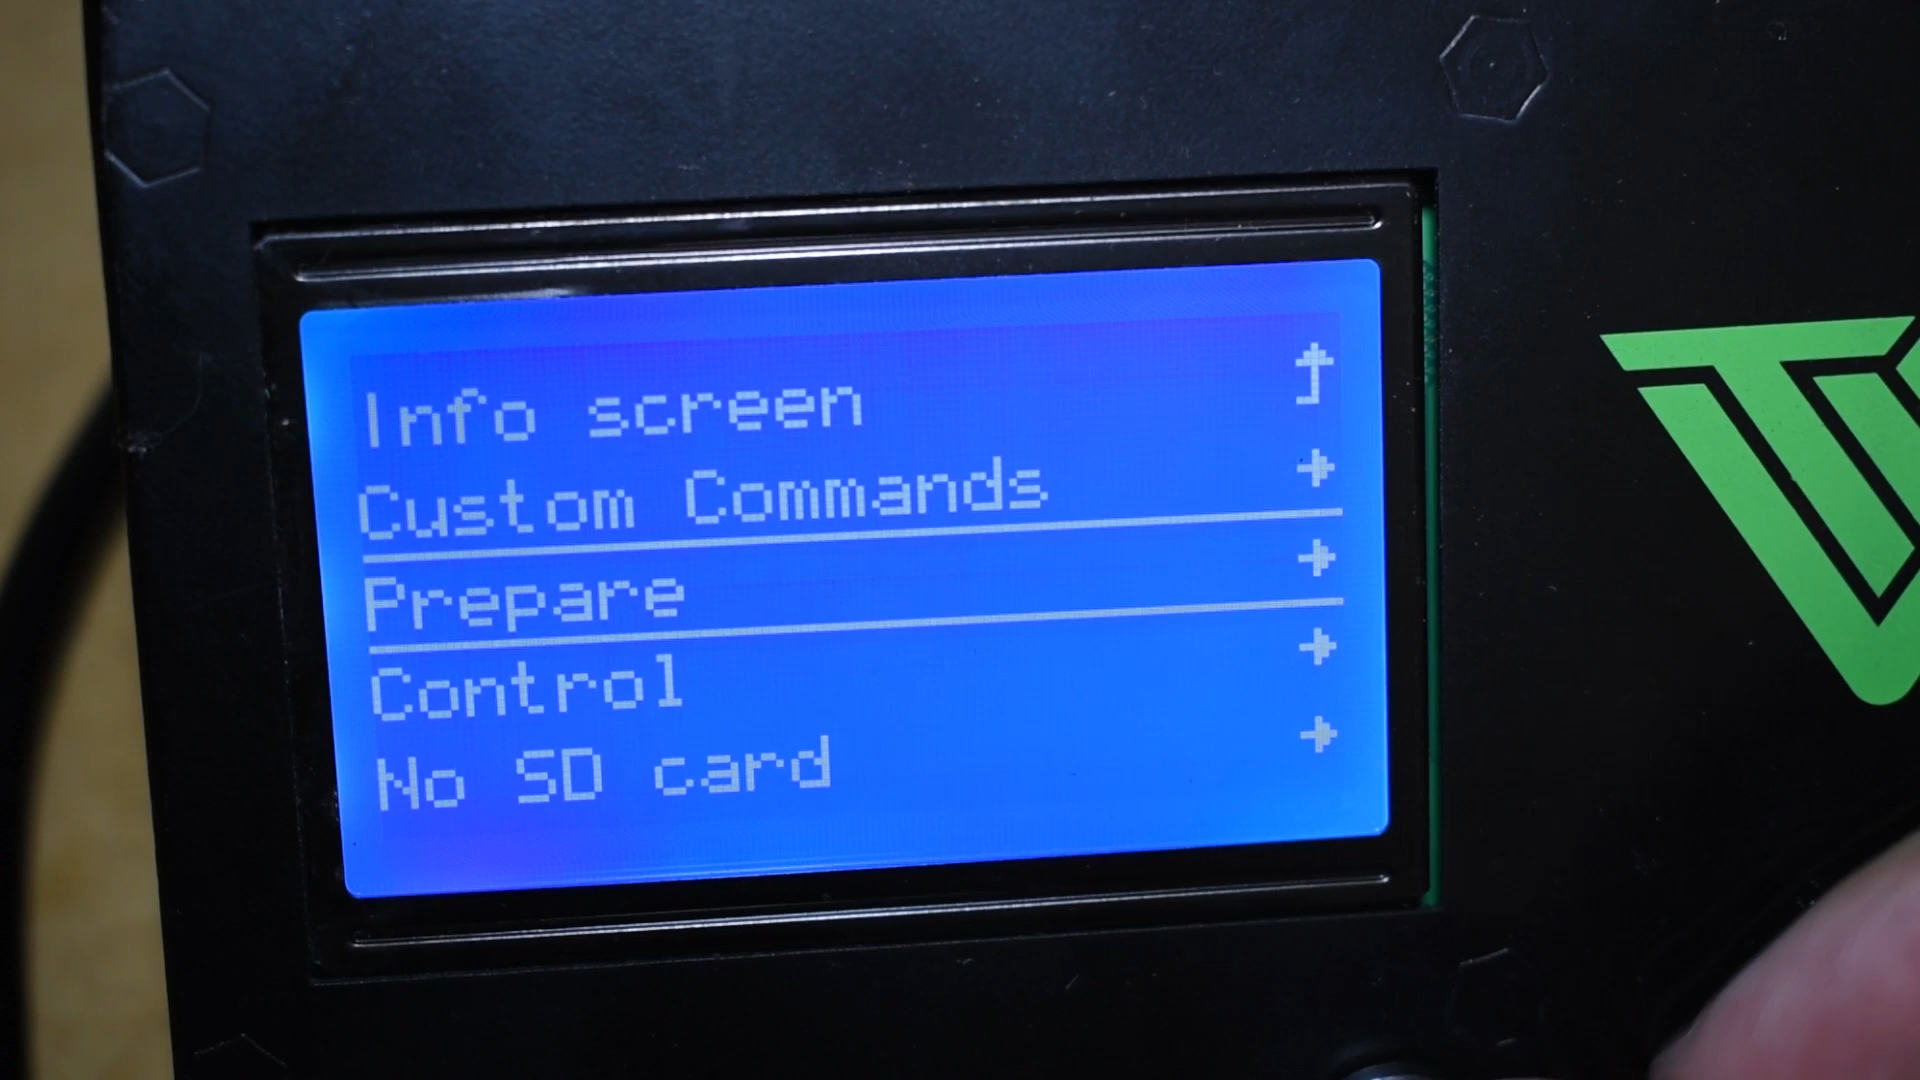 Info screen
Custom Commands
Prepare
Control
No SD card